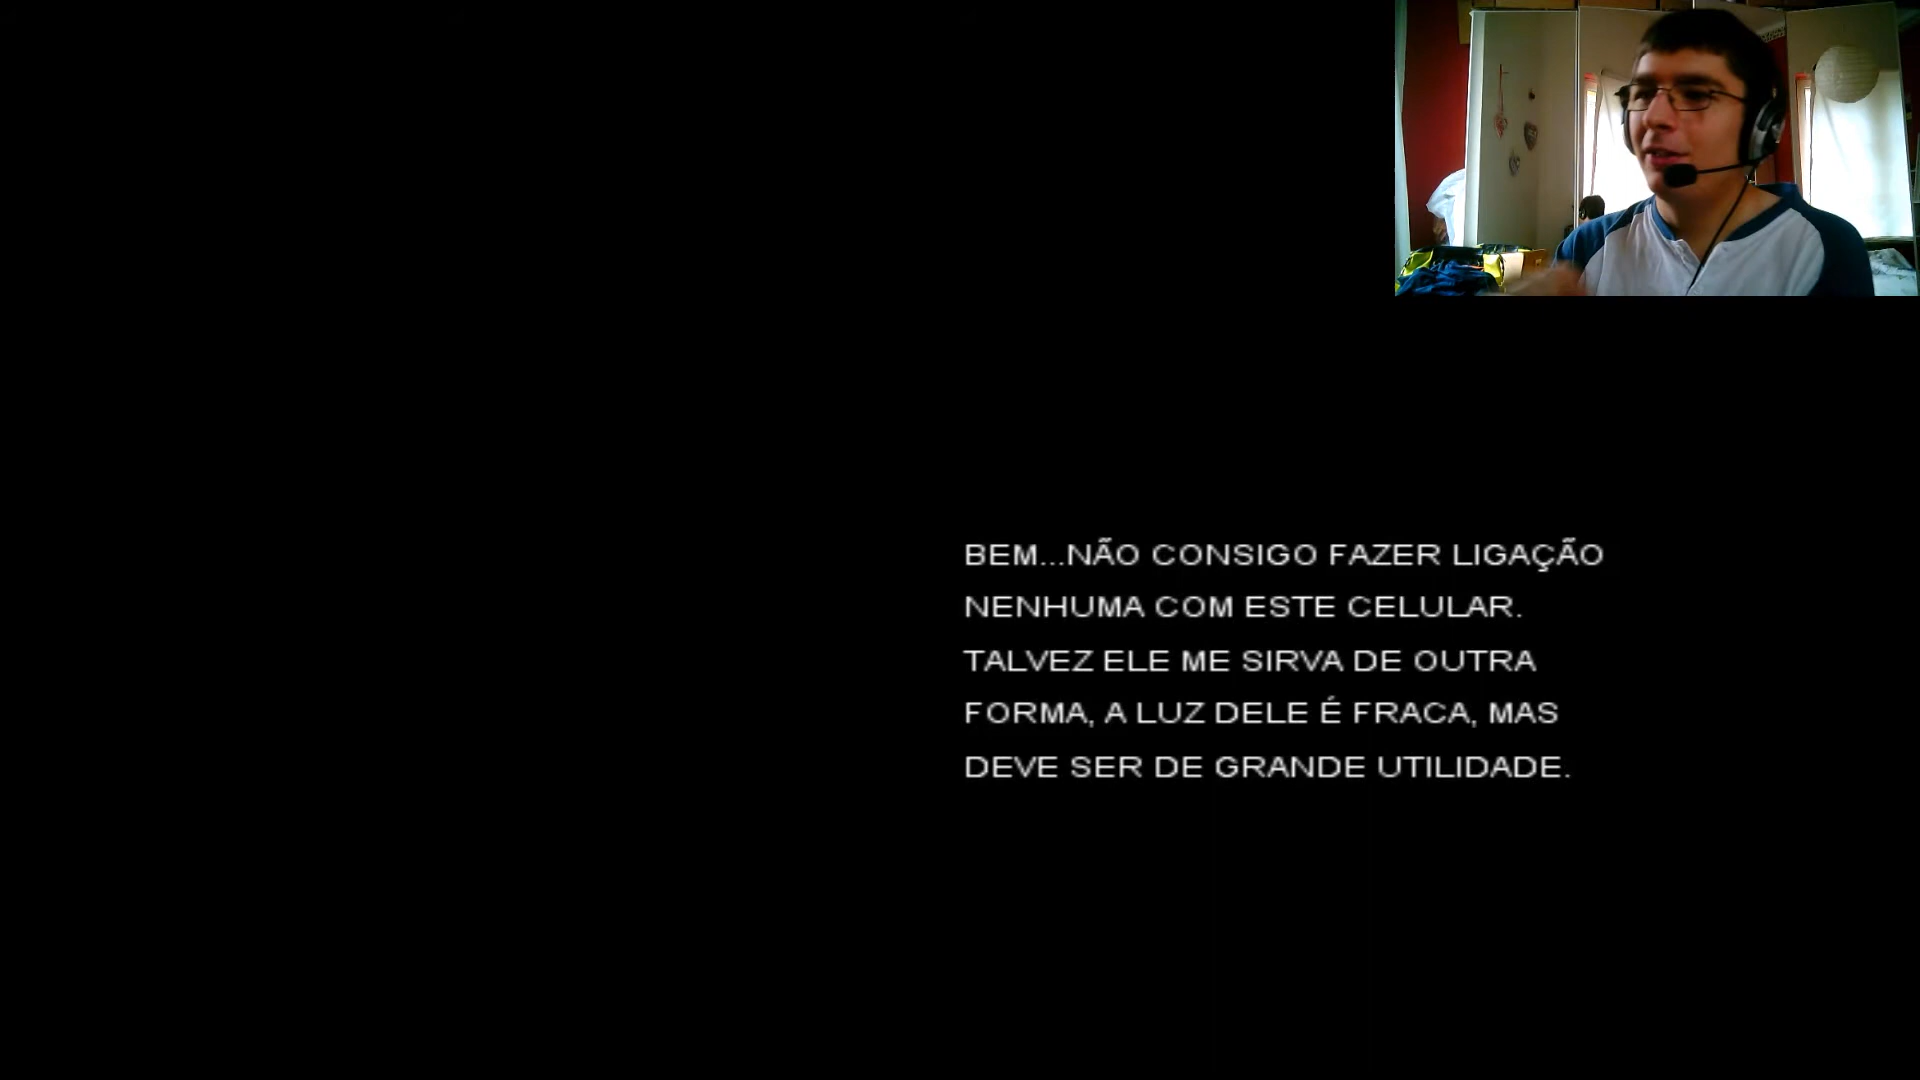 BEM...NÃO CONSIGO FAZER LIGAÇÃO
NENHUMA COM ESTE CELULAR.
TALVEZ ELE ME SIRVA DE OUTRA
FORMA, A LUZ DELE É FRACA, MAS
DEVE SER DE GRANDE UTILIDADE.